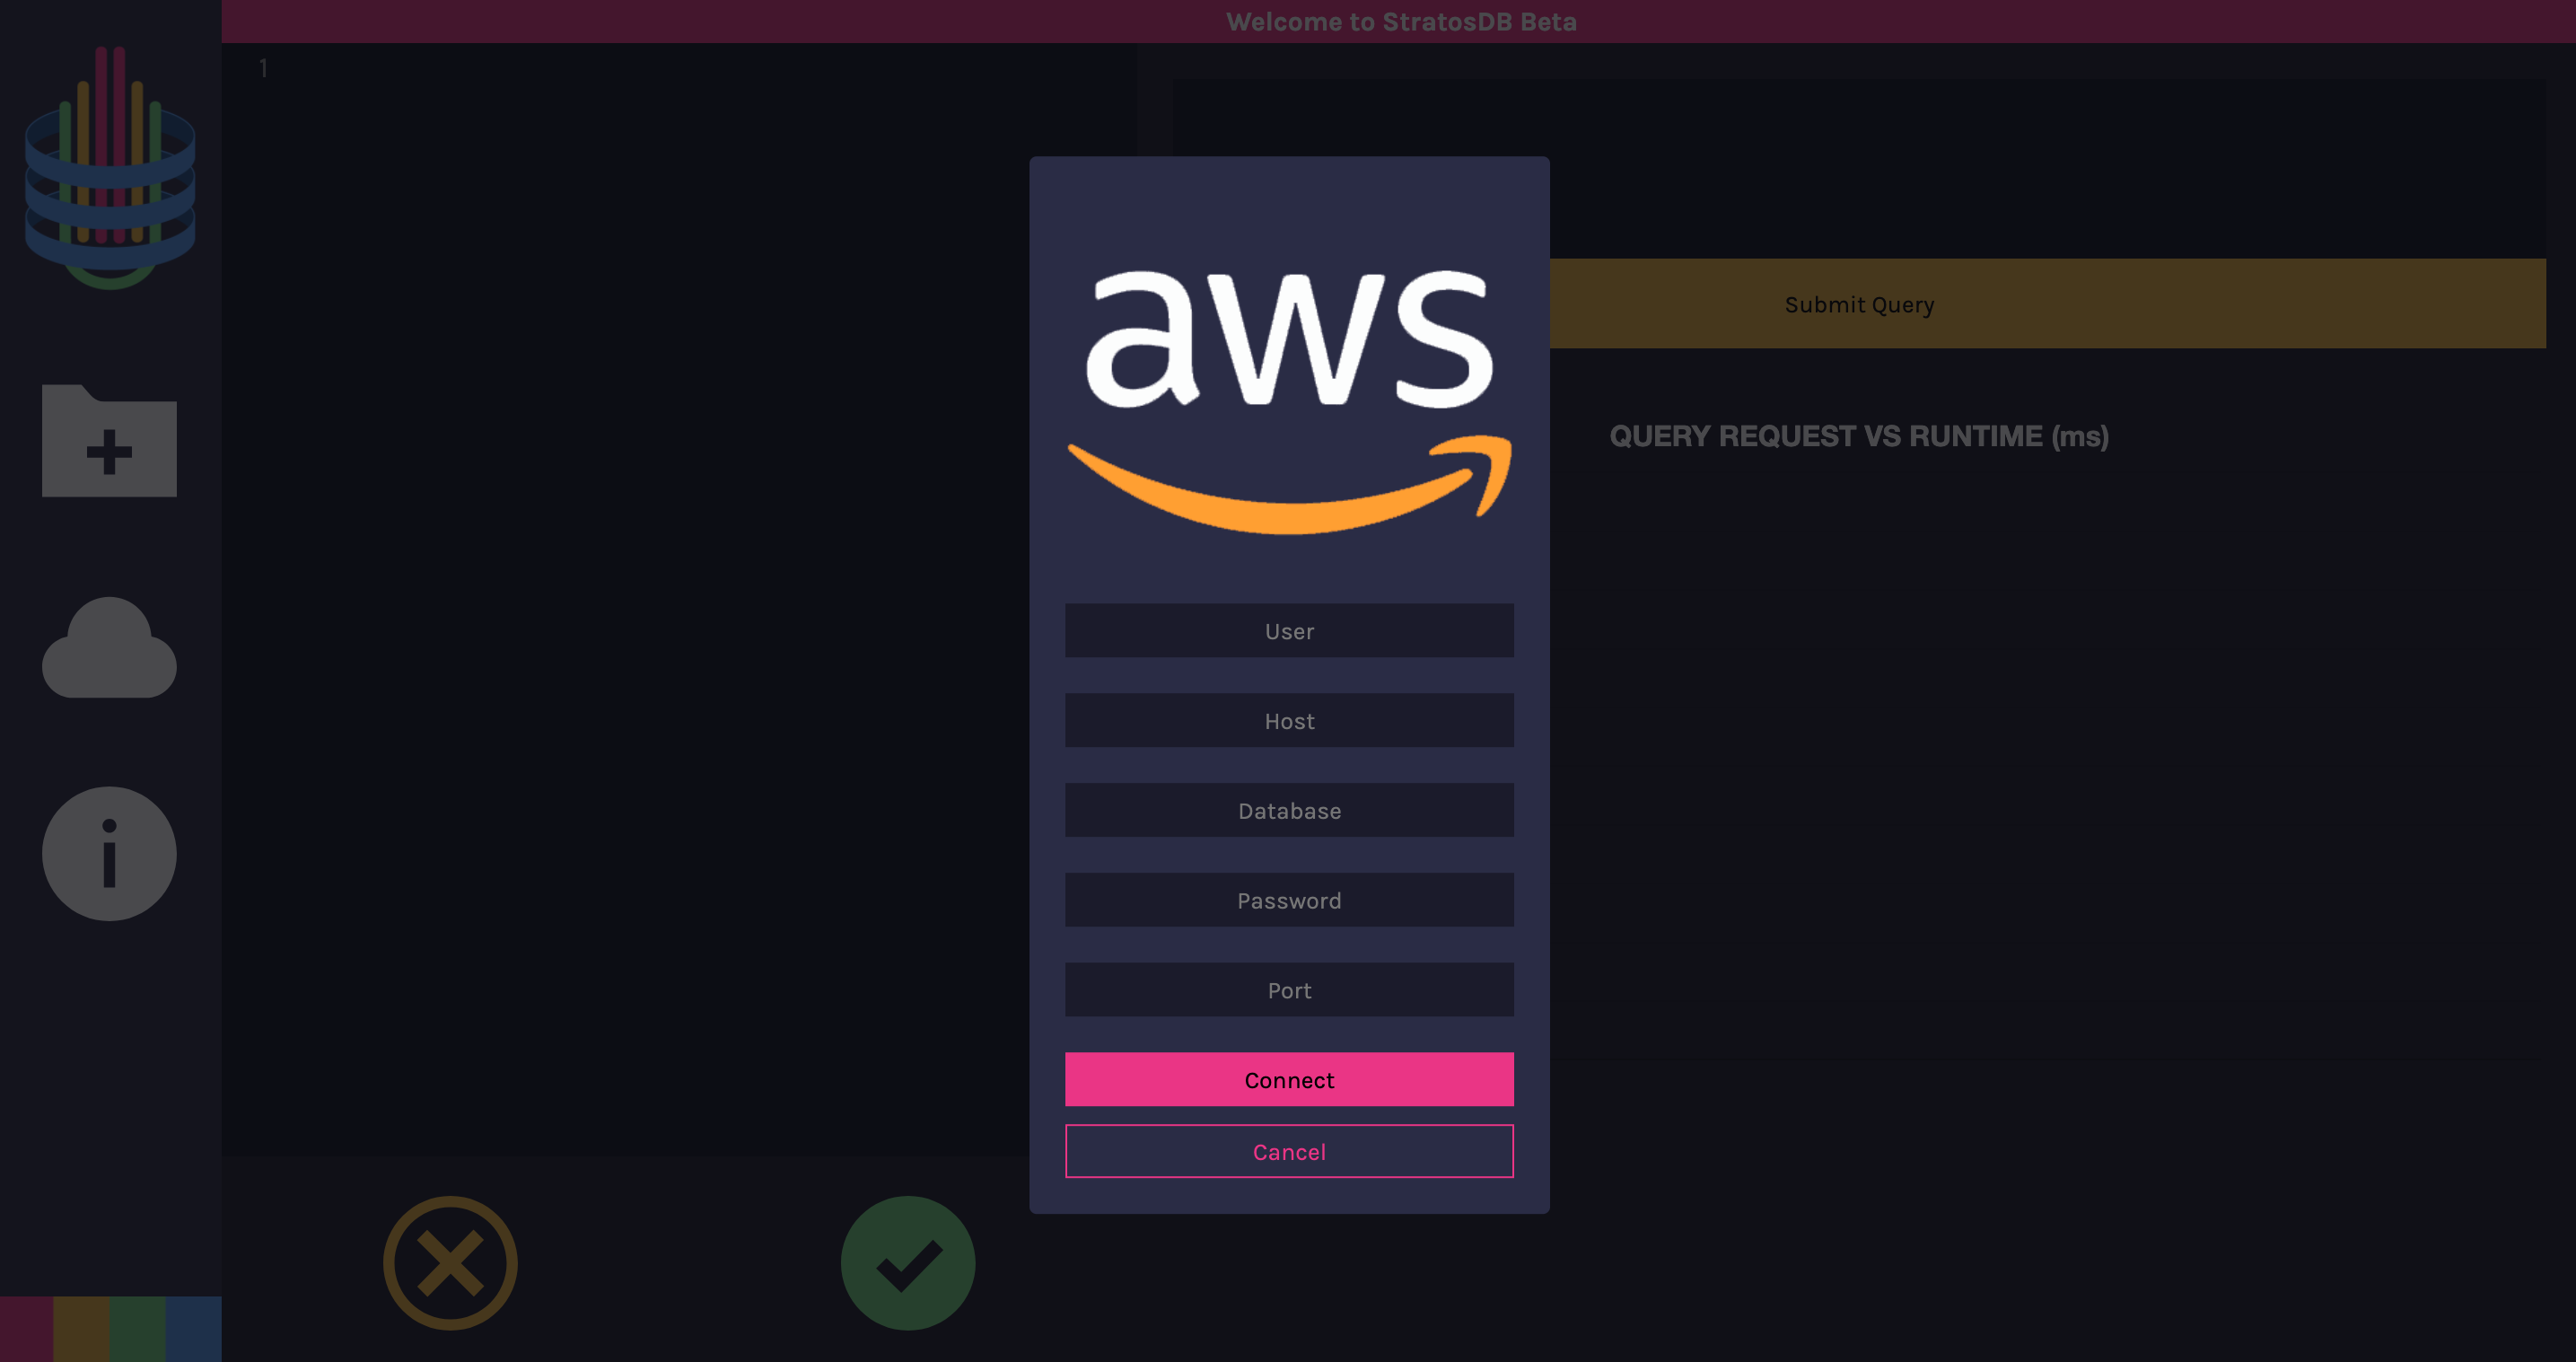 Welcome to StratosDB Beta
1
aws
Submit Query
QUERY REQUEST VS RUNTIME (ms)
User
Host
Database
Password
Port
Connect
Cancel